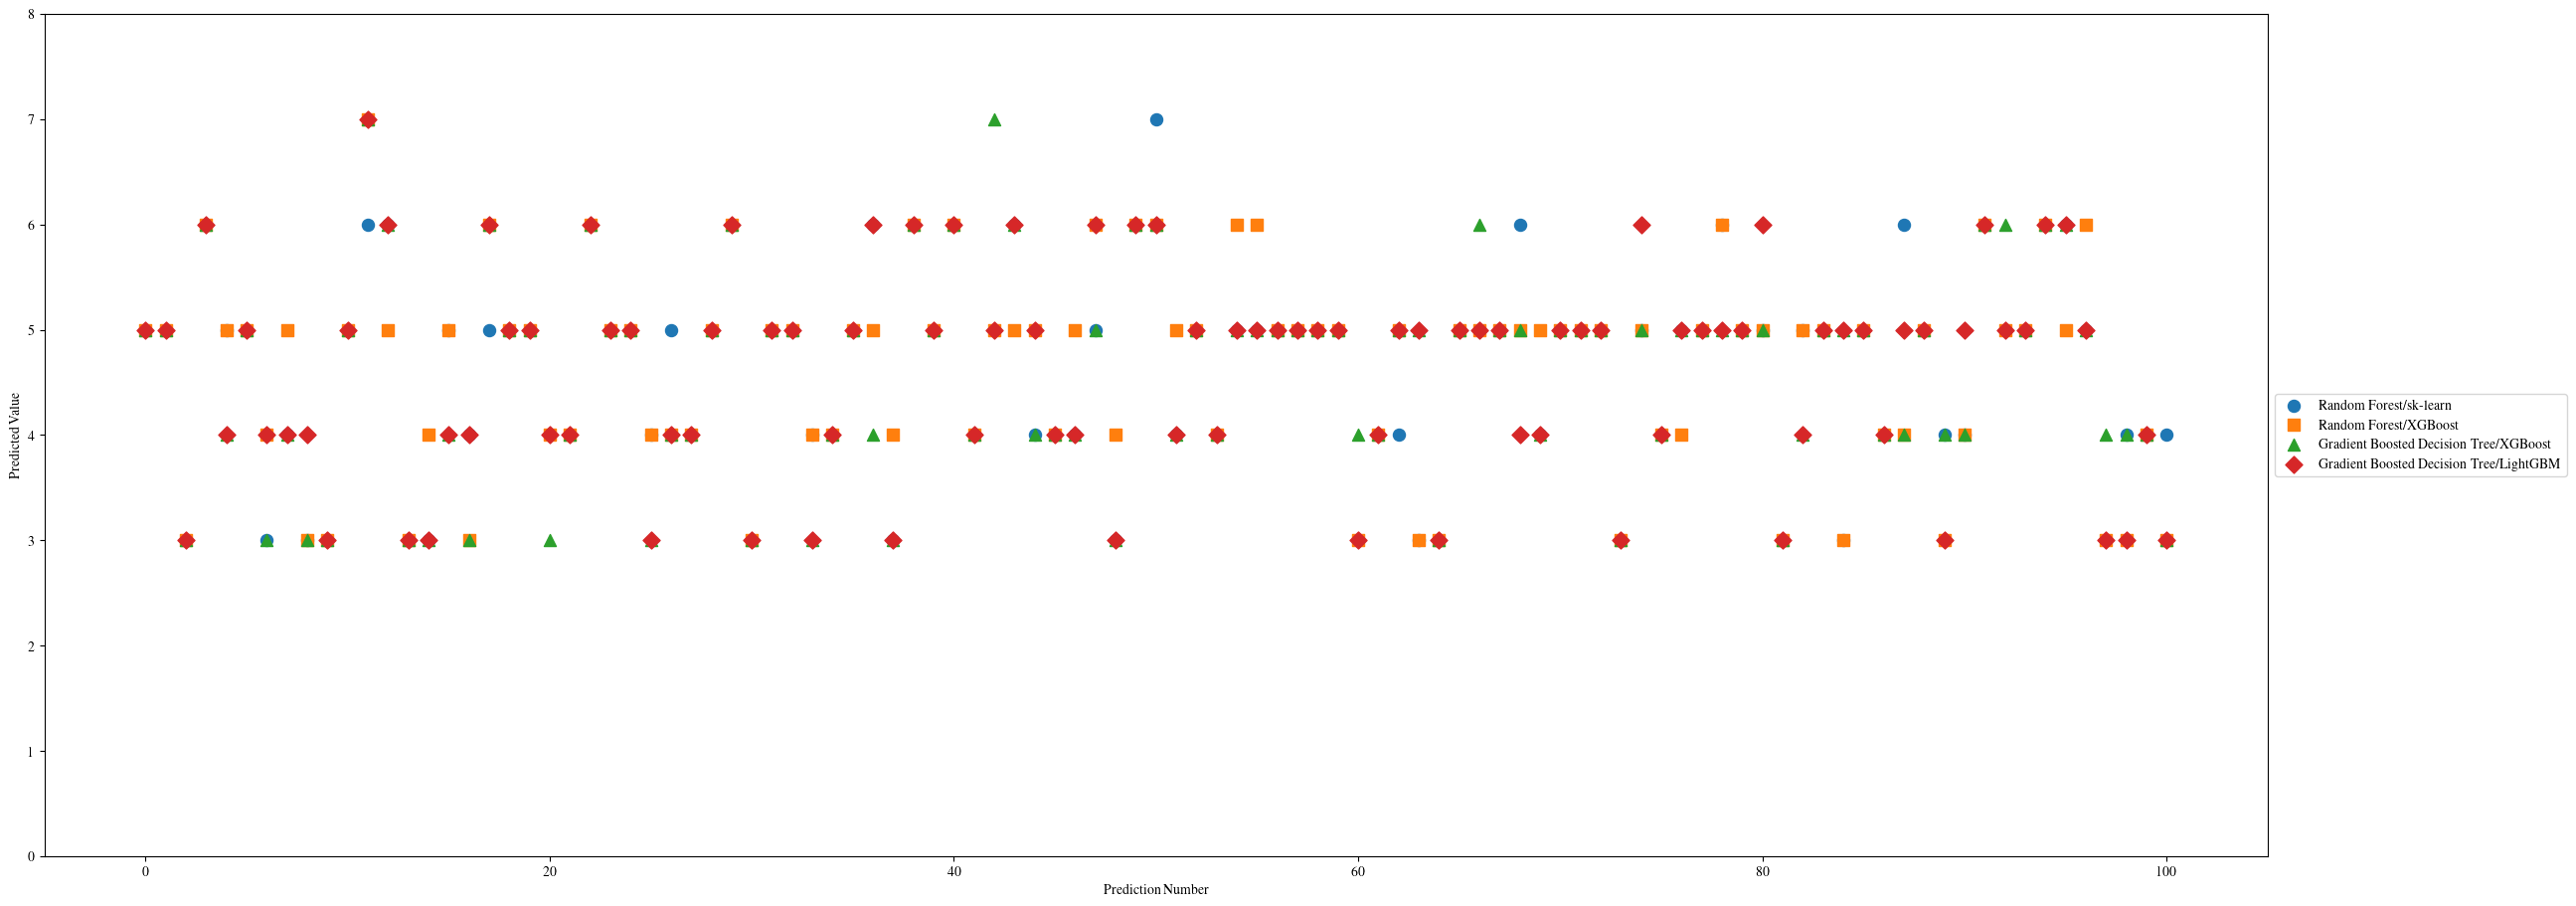 8
7
6
5
4
3
2
1
0
Predicted Value
0 20 40 60 80 100
Prediction Number
Random Forest/sk-learn
Random Forest/XGBoost
Gradient Boosted Decision Tree/XGBoost
Gradient Boosted Decision Tree/LightGBM